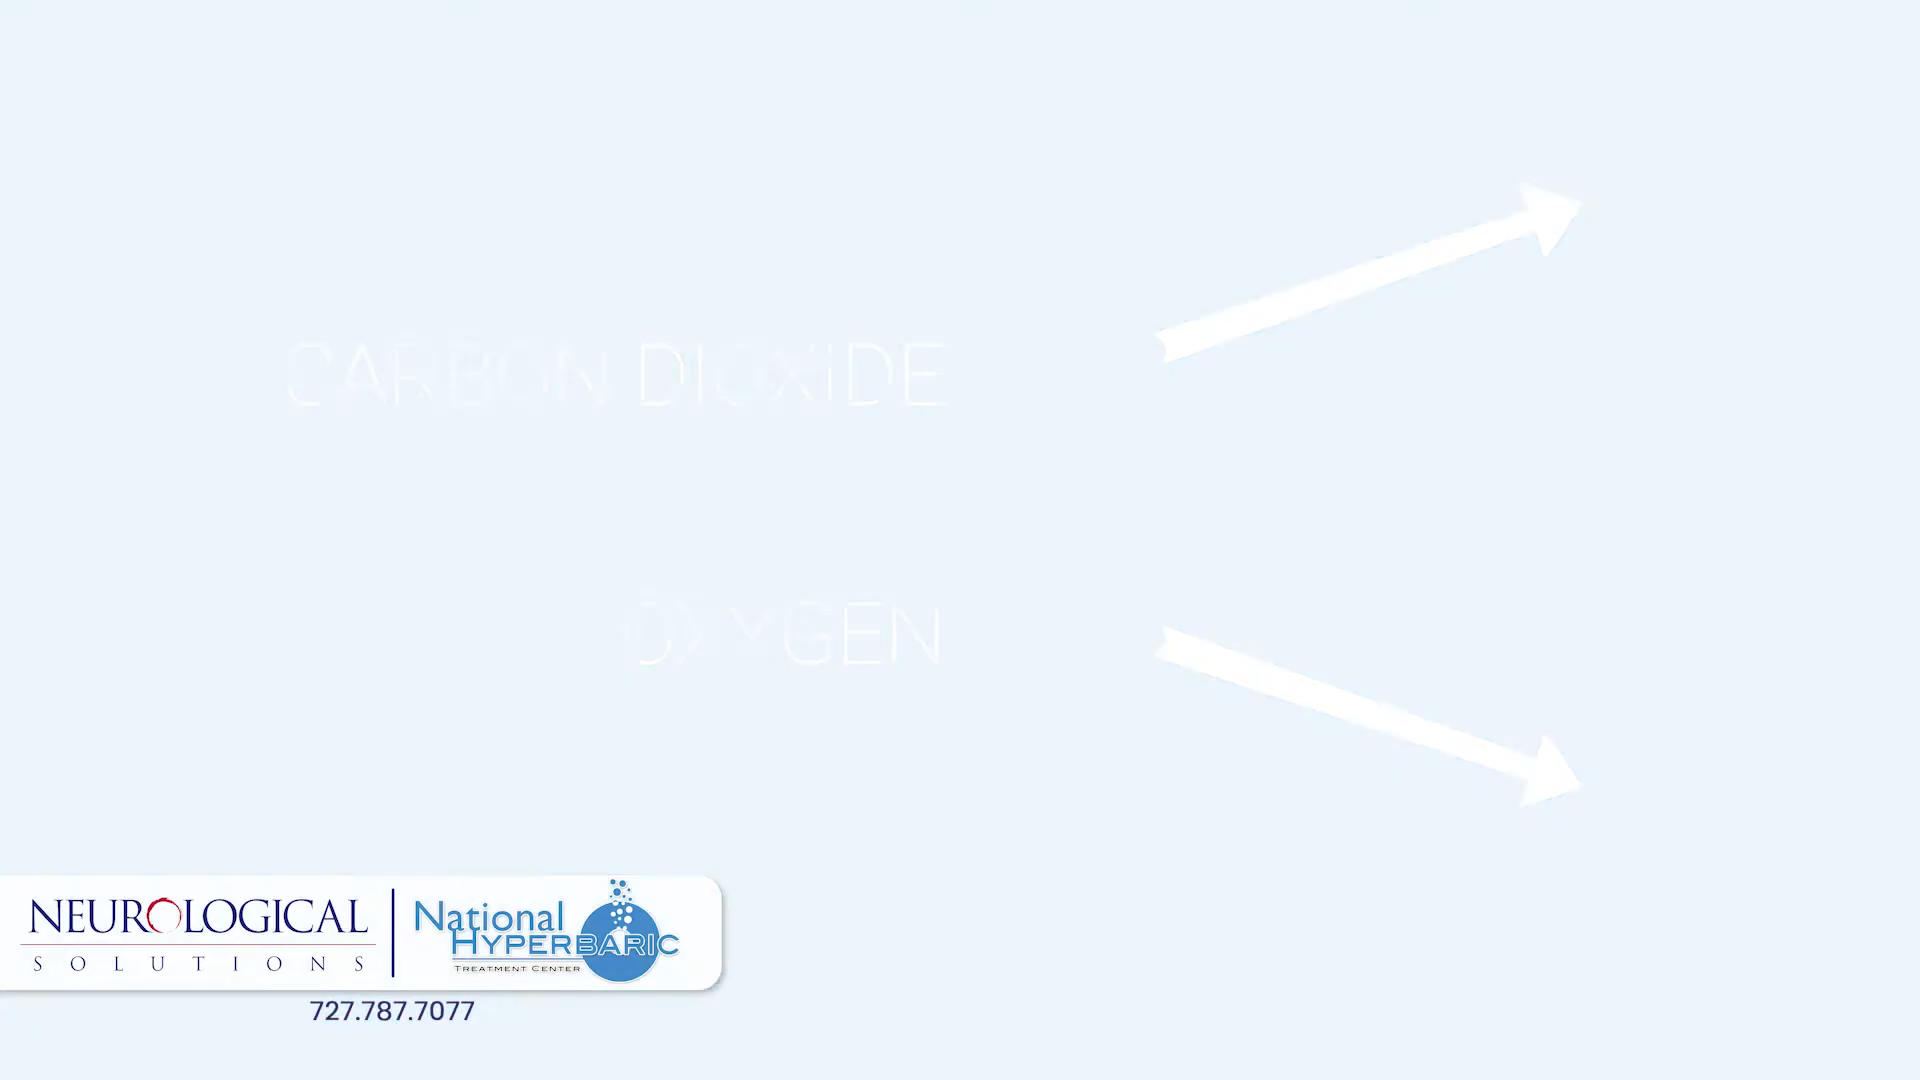 CARBON DIOXIDE
OXYGEN
NEUROLOGICAL
SOLUTIONS
National
HYPERBARIC
TREATMENT CENTER
727.787.7077